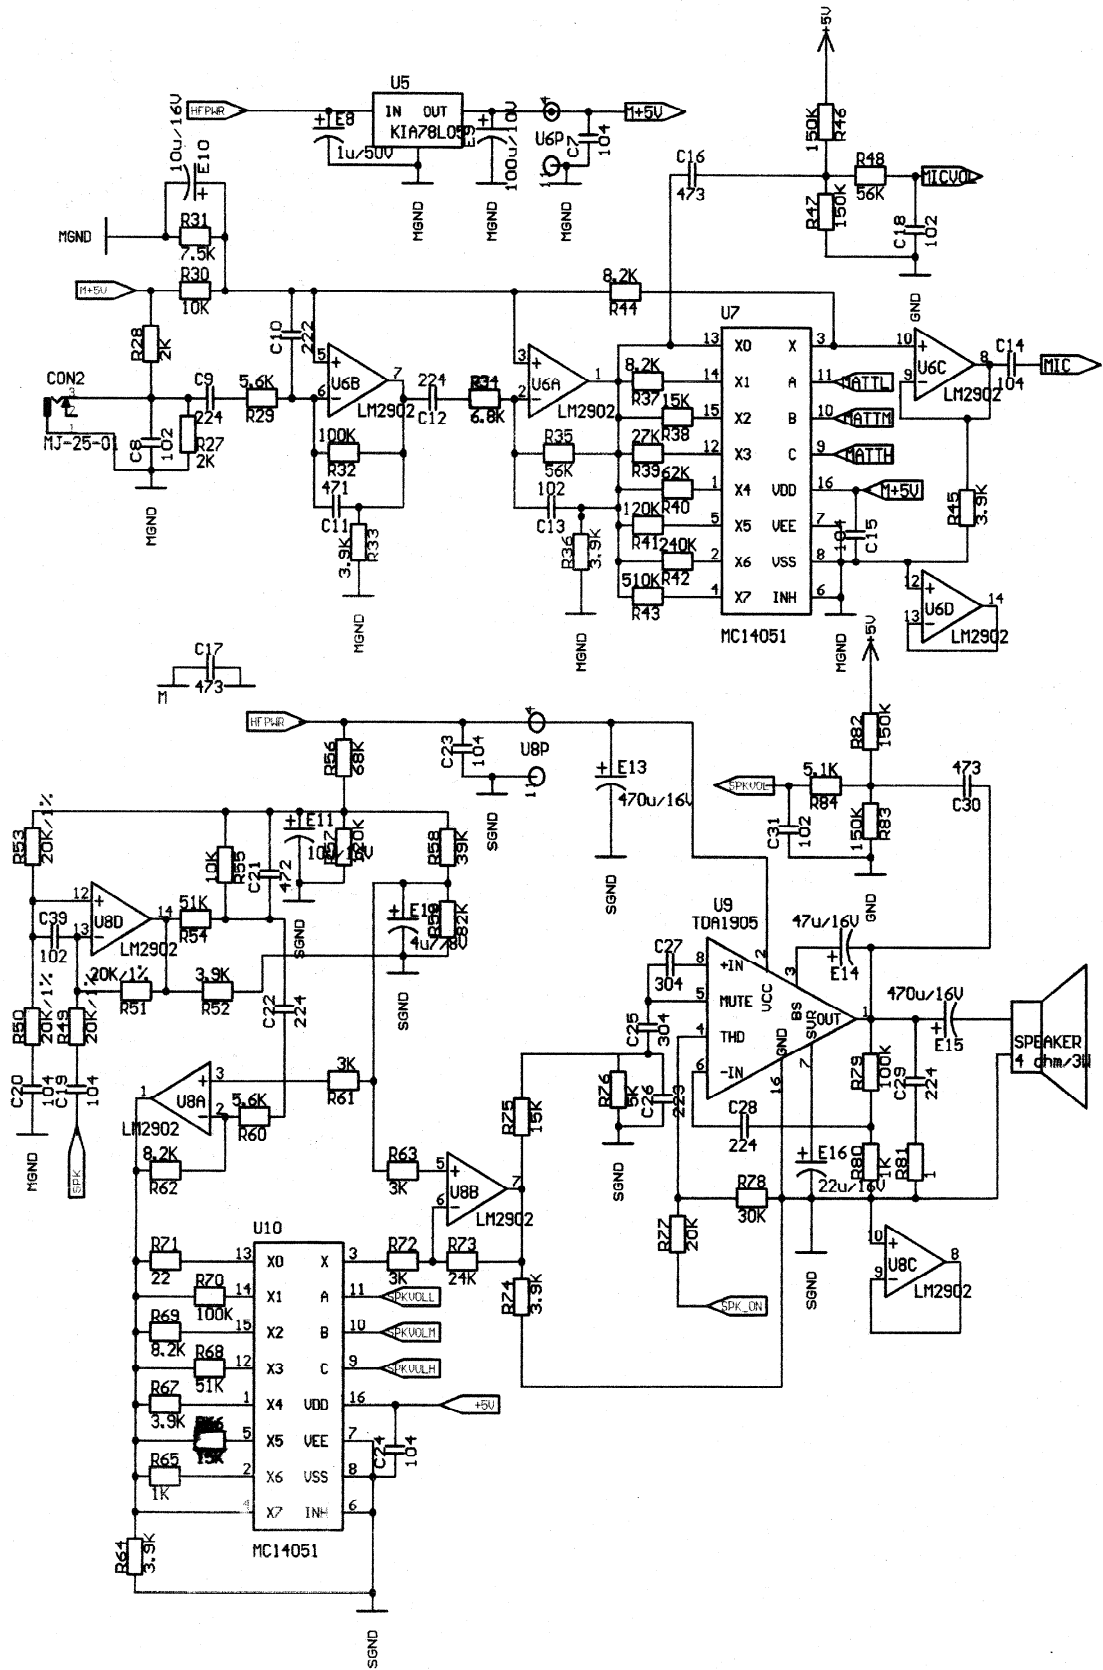 +5V
U5
HFPWR
IN OUT
KIA78L05
E8
1u/50V
E9
100u/10V
4
U6P
11
C7
104
M+5V
MGND
MGND
MGND
10u/16V
E10
R31
7.5K
MGND
M+5V
R30
10K
R46
150K
C16
473
R48
56K
MICVOL
R47
150K
C18
102
GND
R28
2K
CON2
3
2
1
MJ-25-0
C9
224
C8
102
R27
2K
MGND
5.6K
R29
C10
222
5
6
7
U6B
LM2902
100K
R32
471
C11
3.9K
R33
MGND
224
C12
R34
6.8K
3
2
1
U6A
LM2902
R35
56K
102
C13
R36
3.9K
MGND
8.2K
R44
U7
13 X0 X 3
14 X1 A 11
15 X2 B 10
12 X3 C 9
1 X4 VDD 16
5 X5 VEE 7
2 X6 VSS 8
4 X7 INH 6
MC14051
8.2K
R37
15K
R38
27K
R39
62K
R40
120K
R41
240K
R42
510K
R43
MATTL
MATTM
MATTH
M+5V
104
C15
MGND
10
9
8
U6C
LM2902
C14
104
MIC
R45
3.9K
12
13
14
U6D
LM2902
C17
473
M
HFPWR
R56
68K
C23
104
4
U8P
11
SGND
E13
470u/16V
SGND
+5V
R82
150K
SPKVOL
5.1K
R84
C31
102
150K
R83
473
C30
GND
R53
20K/1%
10K
R55
C21
472
E11
10u/16V
R57
SGND
R58
39K
4u7/8V
R59
82K
SGND
12
13
14
U8D
LM2902
C39
102
51K
R54
20K/1%
R51
3.9K
R52
R50
20K/1%
R49
20K/1%
C20
104
C19
104
MGND
SPK
C22
224
1
3
2
U8A
LM2902
3K
R61
5.6K
R60
8.2K
R62
R63
3K
5
6
7
U8B
LM2902
R75
15K
R76
5K
C26
223
SGND
C27
304
C25
304
U9
TDA1905
8 +IN
5 MUTE
4 THD
6 -IN
2 VCC
3 BS
SVR 7
GND 16
OUT 1
47u/16V
E14
470u/16V
E15
SPEAKER
4 ohm/3W
R79
100K
C29
224
C28
224
R80
1K
R81
1
E16
22u/16V
SGND
R78
30K
R77
20K
SPK_ON
10
9
8
U8C
LM2902
U10
13 X0 X 3
14 X1 A 11
15 X2 B 10
12 X3 C 9
1 X4 VDD 16
5 X5 VEE 7
2 X6 VSS 8
4 X7 INH 6
MC14051
R71
22
R70
100K
R69
8.2K
R68
51K
R67
3.9K
15K
R65
1K
R64
3.9K
R72
3K
R73
24K
R74
3.9K
SPKVOLL
SPKVOLM
SPKVOLH
+5V
C24
104
SGND